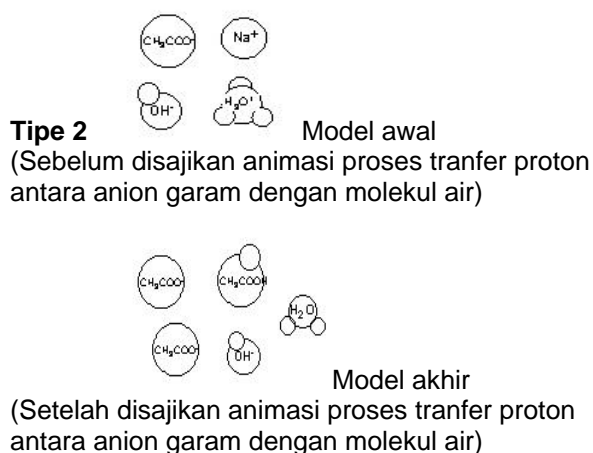 CH₃COO- Na⁺
OH⁻ H₃O⁺
Tipe 2 Model awal
(Sebelum disajikan animasi proses tranfer proton
antara anion garam dengan molekul air)
CH₃COO- CH₃COOH
H₂O
CH₃COO- OH⁻
Model akhir
(Setelah disajikan animasi proses tranfer proton
antara anion garam dengan molekul air)